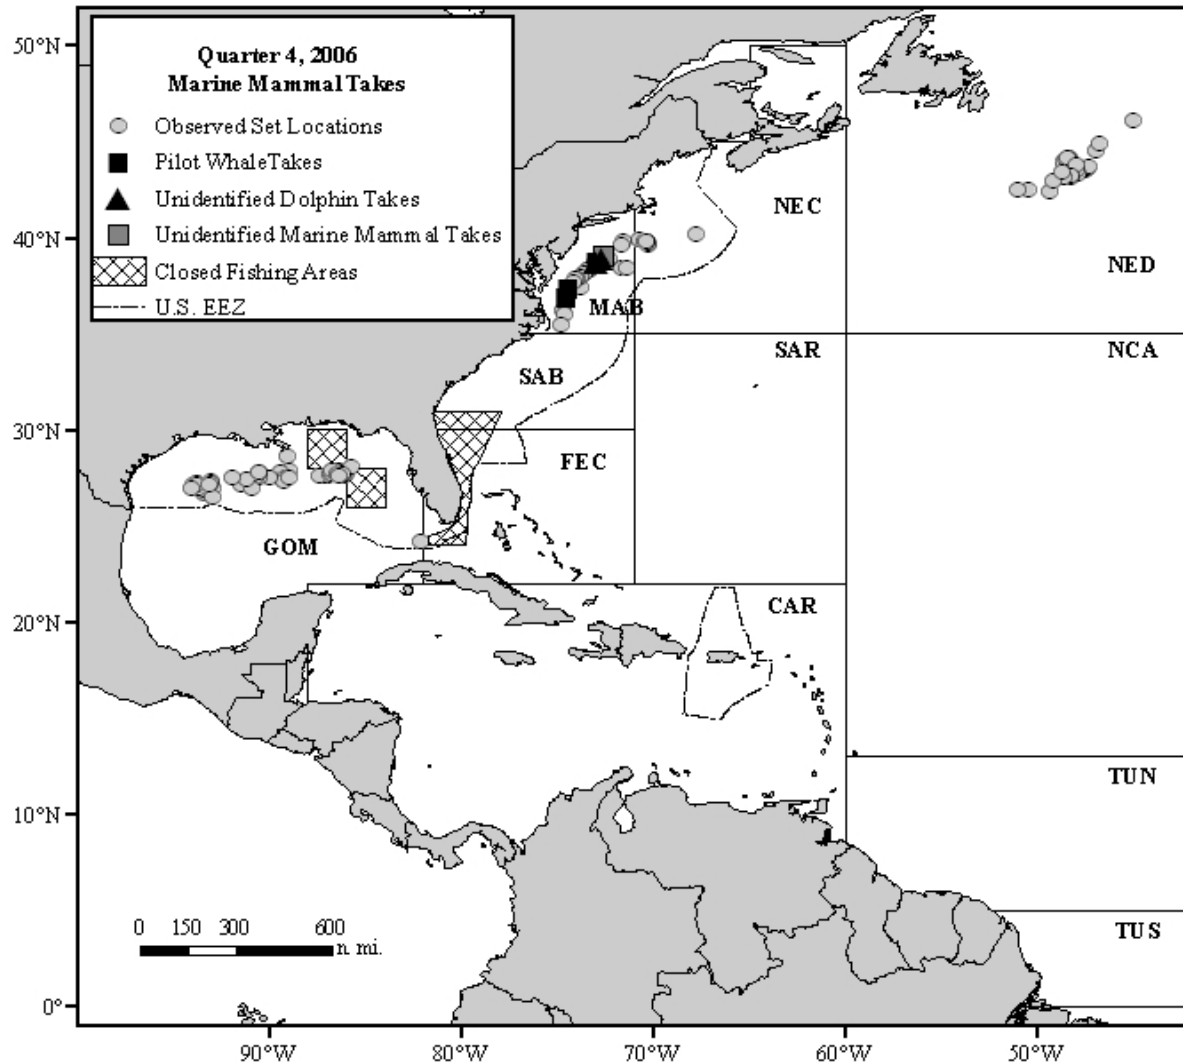 50°N
Quarter 4, 2006
Marine Mammal Takes
Observed Set Locations
Pilot WhaleTakes
Unidentified Dolphin Takes
Unidentified Marine Mammal Takes
Closed Fishing Areas
U.S. EEZ
NEC
40°N
NED
MAB
SAR
NCA
SAB
30°N
FEC
GOM
CAR
20°N
TUN
10°N
0 150 300 600
n. mi.
TUS
0°
90°W 80°W 70°W 60°W 50°W